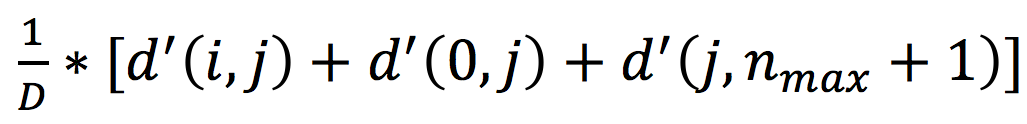 1/D * [d′(i, j) + d′(0, j) + d′(j, n_max + 1)]